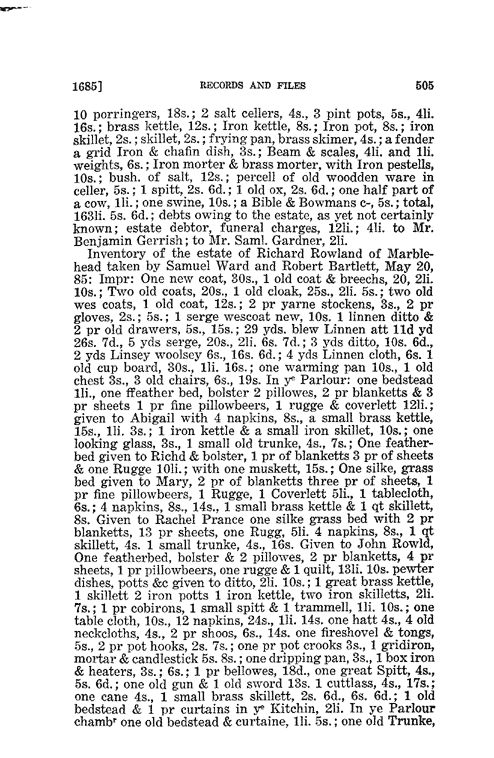 1685] RECORDS AND FILES 505
10 porringers, 18s.; 2 salt cellers, 4s., 3 pint pots, 5s., 4li.
16s.; brass kettle, 12s.; Iron kettle, 8s.; Iron pot, 8s.; iron
skillet, 2s.; skillet, 2s.; frying pan, brass skimer, 4s.; a fender
a grid Iron & chafin dish, 3s.; Beam & scales, 4li. and 1li.
weights, 6s.; Iron morter & brass morter, with Iron pestells,
10s.; bush. of salt, 12s.; percell of old woodden ware in
celler, 5s.; 1 spitt, 2s. 6d.; 1 old ox, 2s. 6d.; one half part of
a cow, 1li.; one swine, 10s.; a Bible & Bowmans c-, 5s.; total,
163li. 5s. 6d.; debts owing to the estate, as yet not certainly
known; estate debtor, funeral charges, 12li.; 4li. to Mr.
Benjamin Gerrish; to Mr. Saml. Gardner, 2li.
Inventory of the estate of Richard Rowland of Marble-
head taken by Samuel Ward and Robert Bartlett, May 20,
85: Impr: One new coat, 30s., 1 old coat & breechs, 20, 2li.
10s.; Two old coats, 20s., 1 old cloak, 25s., 2li. 5s.; two old
wes coats, 1 old coat, 12s.; 2 pr yarne stockens, 3s., 2 pr
gloves, 2s.; 5s.; 1 serge wescoat new, 10s. 1 linnen ditto &
2 pr old drawers, 5s., 15s.; 29 yds. blew Linnen att 11d yd
26s. 7d., 5 yds serge, 20s., 2li. 6s. 7d.; 3 yds ditto, 10s. 6d.,
2 yds Linsey woolsey 6s., 16s. 6d.; 4 yds Linnen cloth, 6s. 1
old cup board, 30s., 1li. 16s.; one warming pan 10s., 1 old
chest 3s., 3 old chairs, 6s., 19s. In yᵉ Parlour: one bedstead
1li., one ffeather bed, bolster 2 pillowes, 2 pr blanketts & 3
pr sheets 1 pr fine pillowbeers, 1 rugge & coverlett 12li.;
given to Abigail with 4 napkins, 8s., a small brass kettle,
15s., 1li. 3s.; 1 iron kettle & a small iron skillet, 10s.; one
looking glass, 3s., 1 small old trunke, 4s., 7s.; One feather-
bed given to Richd & bolster, 1 pr of blanketts 3 pr of sheets
& one Rugge 10li.; with one muskett, 15s.; One silke, grass
bed given to Mary, 2 pr of blanketts three pr of sheets, 1
pr fine pillowbeers, 1 Rugge, 1 Coverlett 5li., 1 tablecloth,
6s.; 4 napkins, 8s., 14s., 1 small brass kettle & 1 qt skillett,
8s. Given to Rachel Prance one silke grass bed with 2 pr
blanketts, 13 pr sheets, one Rugg, 5li. 4 napkins, 8s., 1 qt
skillett, 4s. 1 small trunke, 4s., 16s. Given to John Rowld,
One featherbed, bolster & 2 pillowes, 2 pr blanketts, 4 pr
sheets, 1 pr pillowbeers, one rugge & 1 quilt, 13li. 10s. pewter
dishes, potts &c given to ditto, 2li. 10s.; 1 great brass kettle,
1 skillett 2 iron potts 1 iron kettle, two iron skilletts, 2li.
7s.; 1 pr cobirons, 1 small spitt & 1 trammell, 1li. 10s.; one
table cloth, 10s., 12 napkins, 24s., 1li. 14s. one hatt 4s., 4 old
neckcloths, 4s., 2 pr shoos, 6s., 14s. one fireshovel & tongs,
5s., 2 pr pot hooks, 2s. 7s.; one pr pot crooks 3s., 1 gridiron,
mortar & candlestick 5s. 8s.; one dripping pan, 3s., 1 box iron
& heaters, 3s.; 6s.; 1 pr bellowes, 18d., one great Spitt, 4s.,
5s. 6d.; one old gun & 1 old sword 13s. 1 cuttlass, 4s., 17s.;
one cane 4s., 1 small brass skillett, 2s. 6d., 6s. 6d.; 1 old
bedstead & 1 pr curtains in yᵉ Kitchin, 2li. In ye Parlour
chambʳ one old bedstead & curtaine, 1li. 5s.; one old Trunke,